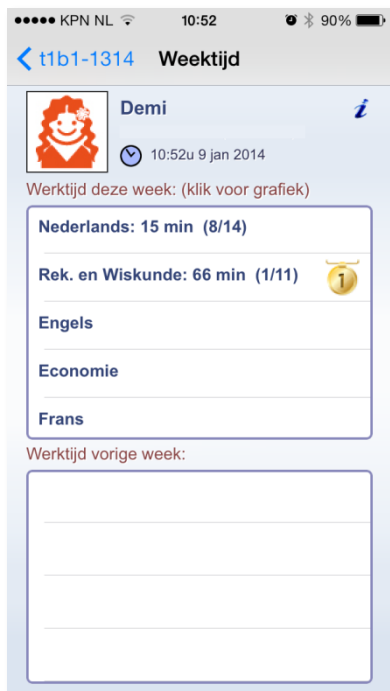 KPN NL 10:52 90%
t1b1-1314 Weektijd
Demi i
10:52u 9 jan 2014
Werktijd deze week: (klik voor grafiek)
Nederlands: 15 min (8/14)
Rek. en Wiskunde: 66 min (1/11) 1
Engels
Economie
Frans
Werktijd vorige week: